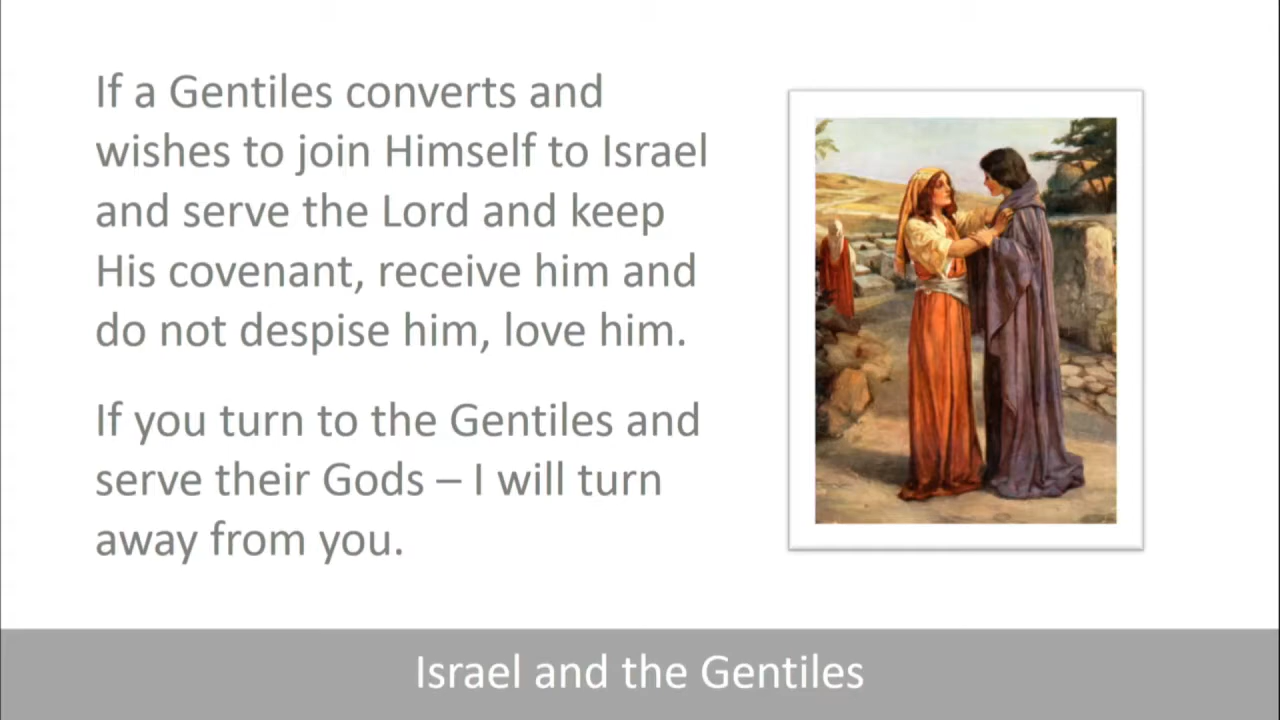 If a Gentiles converts and
wishes to join Himself to Israel
and serve the Lord and keep
His covenant, receive him and
do not despise him, love him.
If you turn to the Gentiles and
serve their Gods – I will turn
away from you.
Israel and the Gentiles